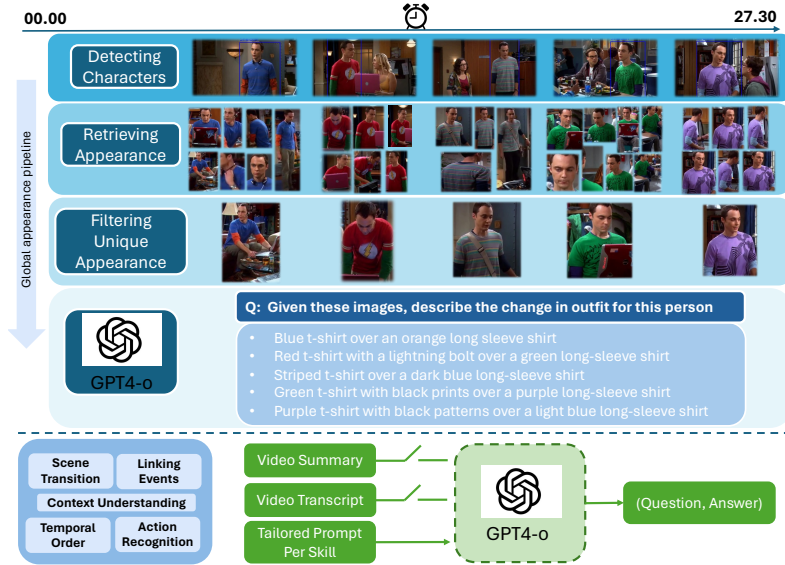 00.00
27.30
Detecting
Characters
Retrieving
Appearance
Filtering
Unique
Appearance
Global appearance pipeline
GPT4-o
Q: Given these images, describe the change in outfit for this person
• Blue t-shirt over an orange long sleeve shirt
• Red t-shirt with a lightning bolt over a green long-sleeve shirt
• Striped t-shirt over a dark blue long-sleeve shirt
• Green t-shirt with black prints over a purple long-sleeve shirt
• Purple t-shirt with black patterns over a light blue long-sleeve shirt
Scene
Transition
Linking
Events
Context Understanding
Temporal
Order
Action
Recognition
Video Summary
Video Transcript
Tailored Prompt
Per Skill
GPT4-o
(Question, Answer)